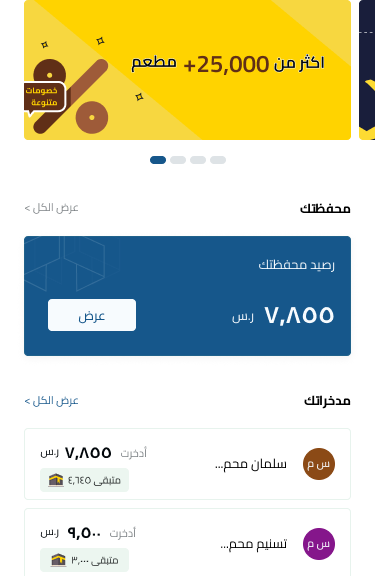 اكثر من 25,000+ مطعم
خصومات
متنوعة
محفظتك
عرض الكل >
رصيد محفظتك
٧,٨٥٥ ر.س
عرض
مدخراتك
عرض الكل >
س م
سلمان محم...
أدخرت ٧,٨٥٥ ر.س
متبقي ٤,٦٤٥
س م
تسنيم محم...
أدخرت ٩,٥٠٠ ر.س
متبقي ٣,٠٠٠